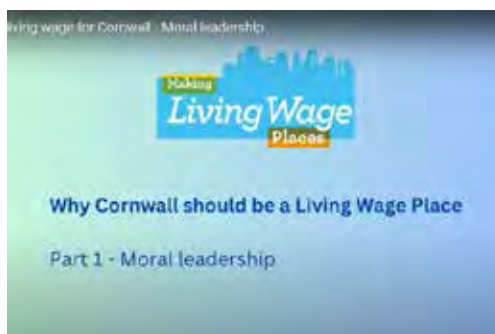 living wage for Cornwall - Moral leadership
Making
Living Wage
Places
Why Cornwall should be a Living Wage Place
Part 1 - Moral leadership